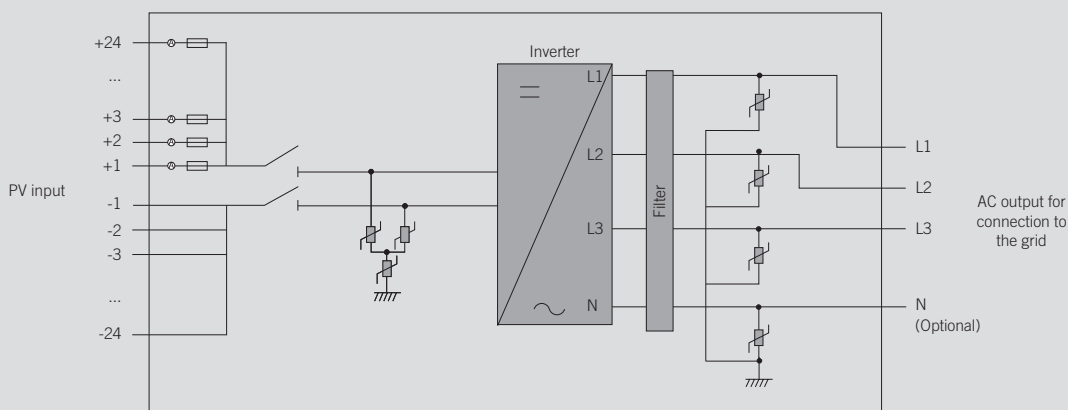 PV input
+24
...
+3
+2
+1
-1
-2
-3
...
-24
Inverter
L1
L2
L3
N
Filter
L1
L2
L3
N
(Optional)
AC output for
connection to
the grid